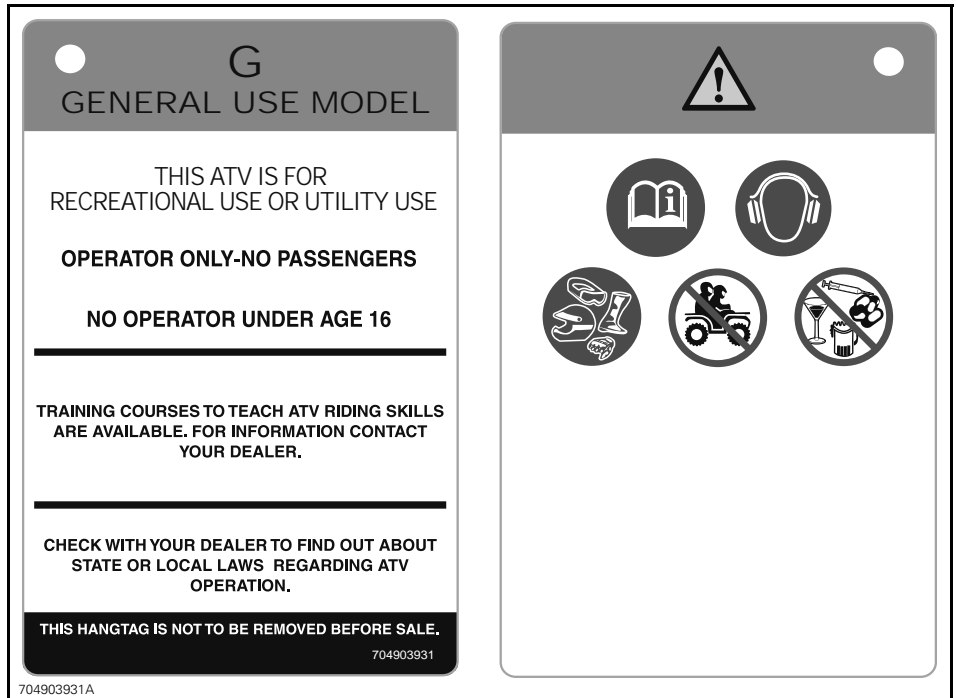 G
GENERAL USE MODEL
THIS ATV IS FOR
RECREATIONAL USE OR UTILITY USE
OPERATOR ONLY-NO PASSENGERS
NO OPERATOR UNDER AGE 16
TRAINING COURSES TO TEACH ATV RIDING SKILLS
ARE AVAILABLE. FOR INFORMATION CONTACT
YOUR DEALER.
CHECK WITH YOUR DEALER TO FIND OUT ABOUT
STATE OR LOCAL LAWS REGARDING ATV
OPERATION.
THIS HANGTAG IS NOT TO BE REMOVED BEFORE SALE.
704903931
704903931A
!
i